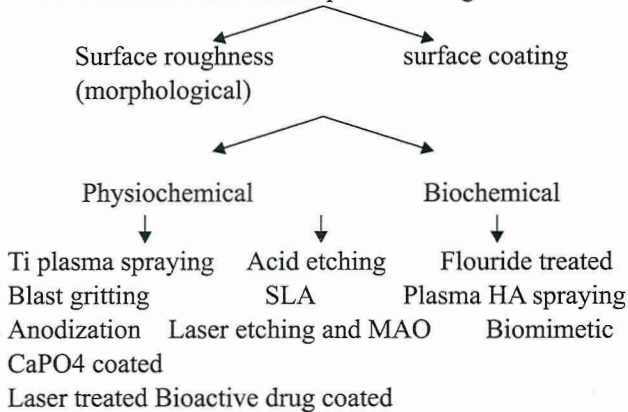 Surface roughness surface coating
(morphological)
Physiochemical Biochemical
Ti plasma spraying Acid etching Flouride treated
Blast gritting SLA Plasma HA spraying
Anodization Laser etching and MAO Biomimetic
CaPO4 coated
Laser treated Bioactive drug coated